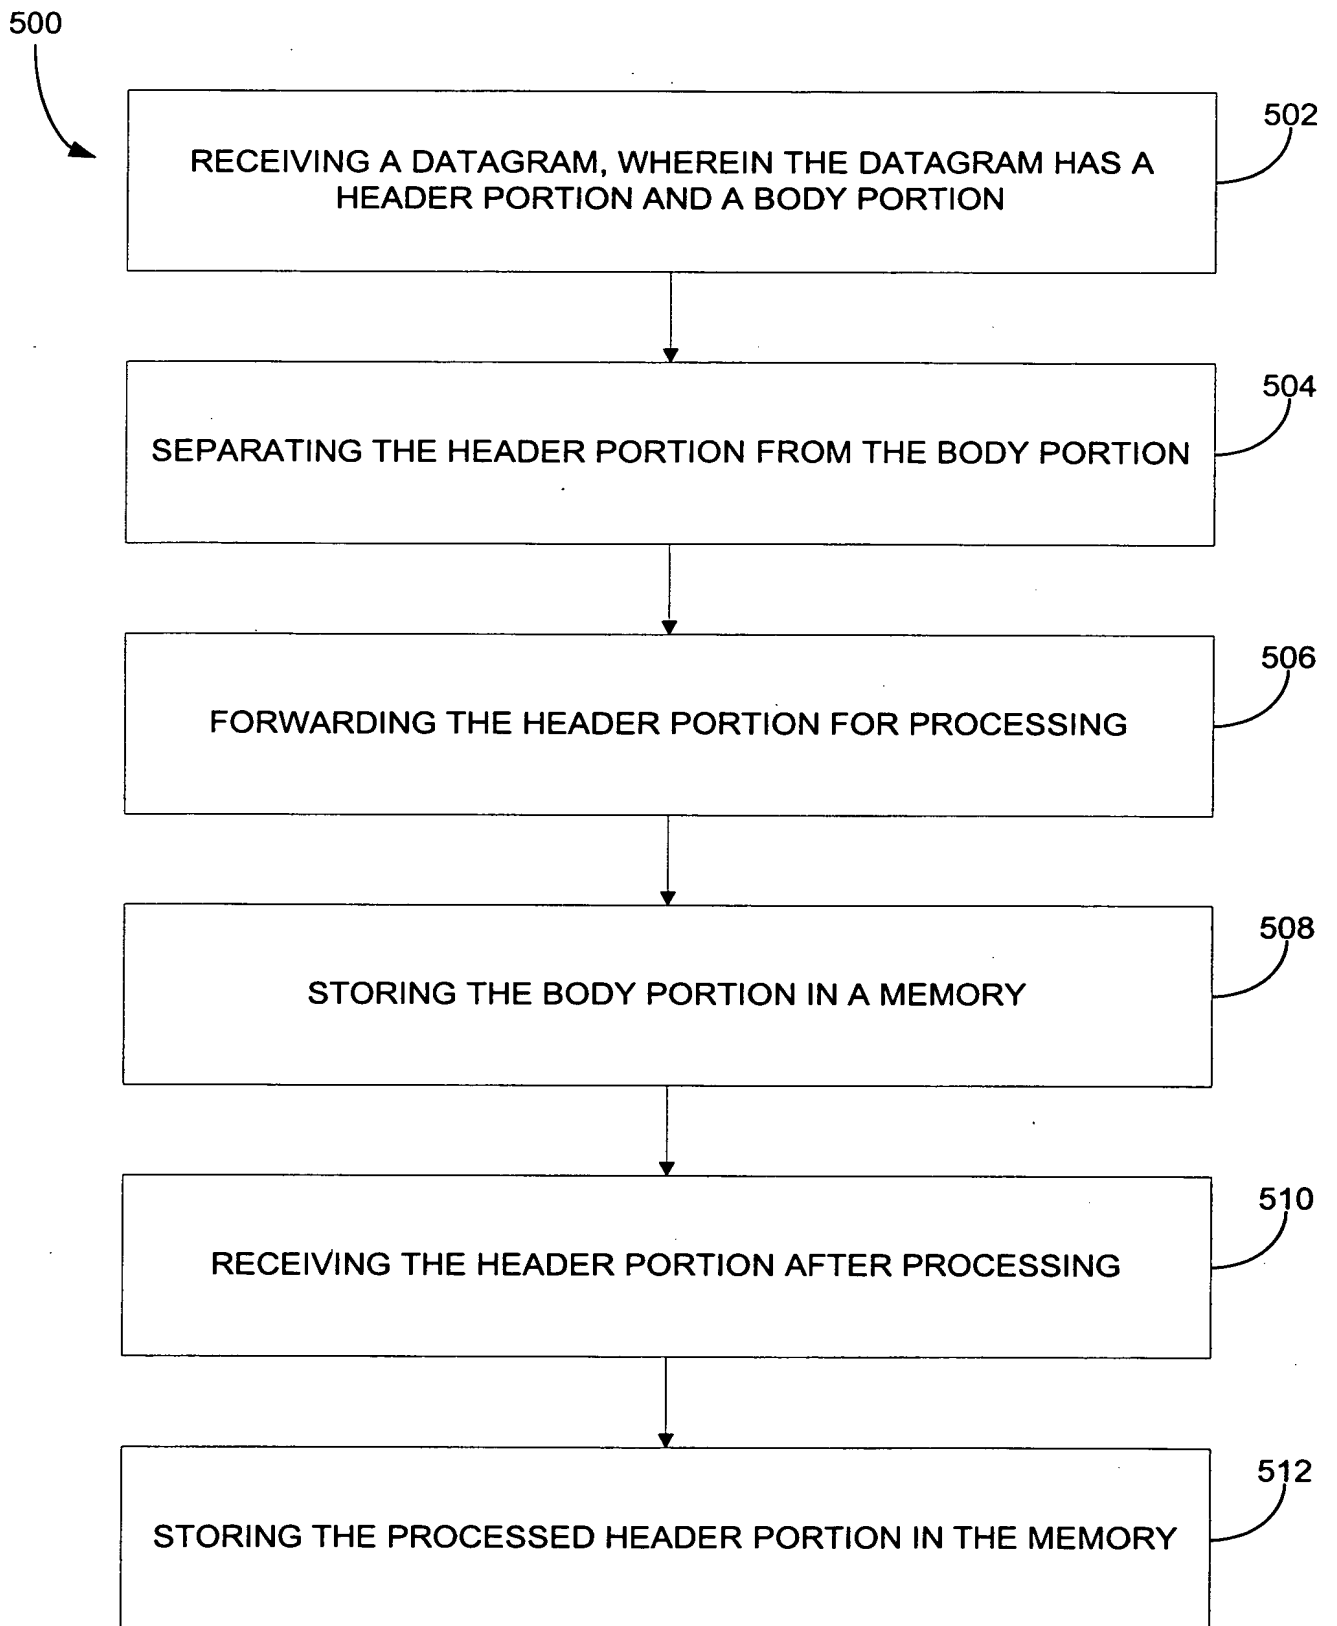 500
502
RECEIVING A DATAGRAM, WHEREIN THE DATAGRAM HAS A
HEADER PORTION AND A BODY PORTION
504
SEPARATING THE HEADER PORTION FROM THE BODY PORTION
506
FORWARDING THE HEADER PORTION FOR PROCESSING
508
STORING THE BODY PORTION IN A MEMORY
510
RECEIVING THE HEADER PORTION AFTER PROCESSING
512
STORING THE PROCESSED HEADER PORTION IN THE MEMORY